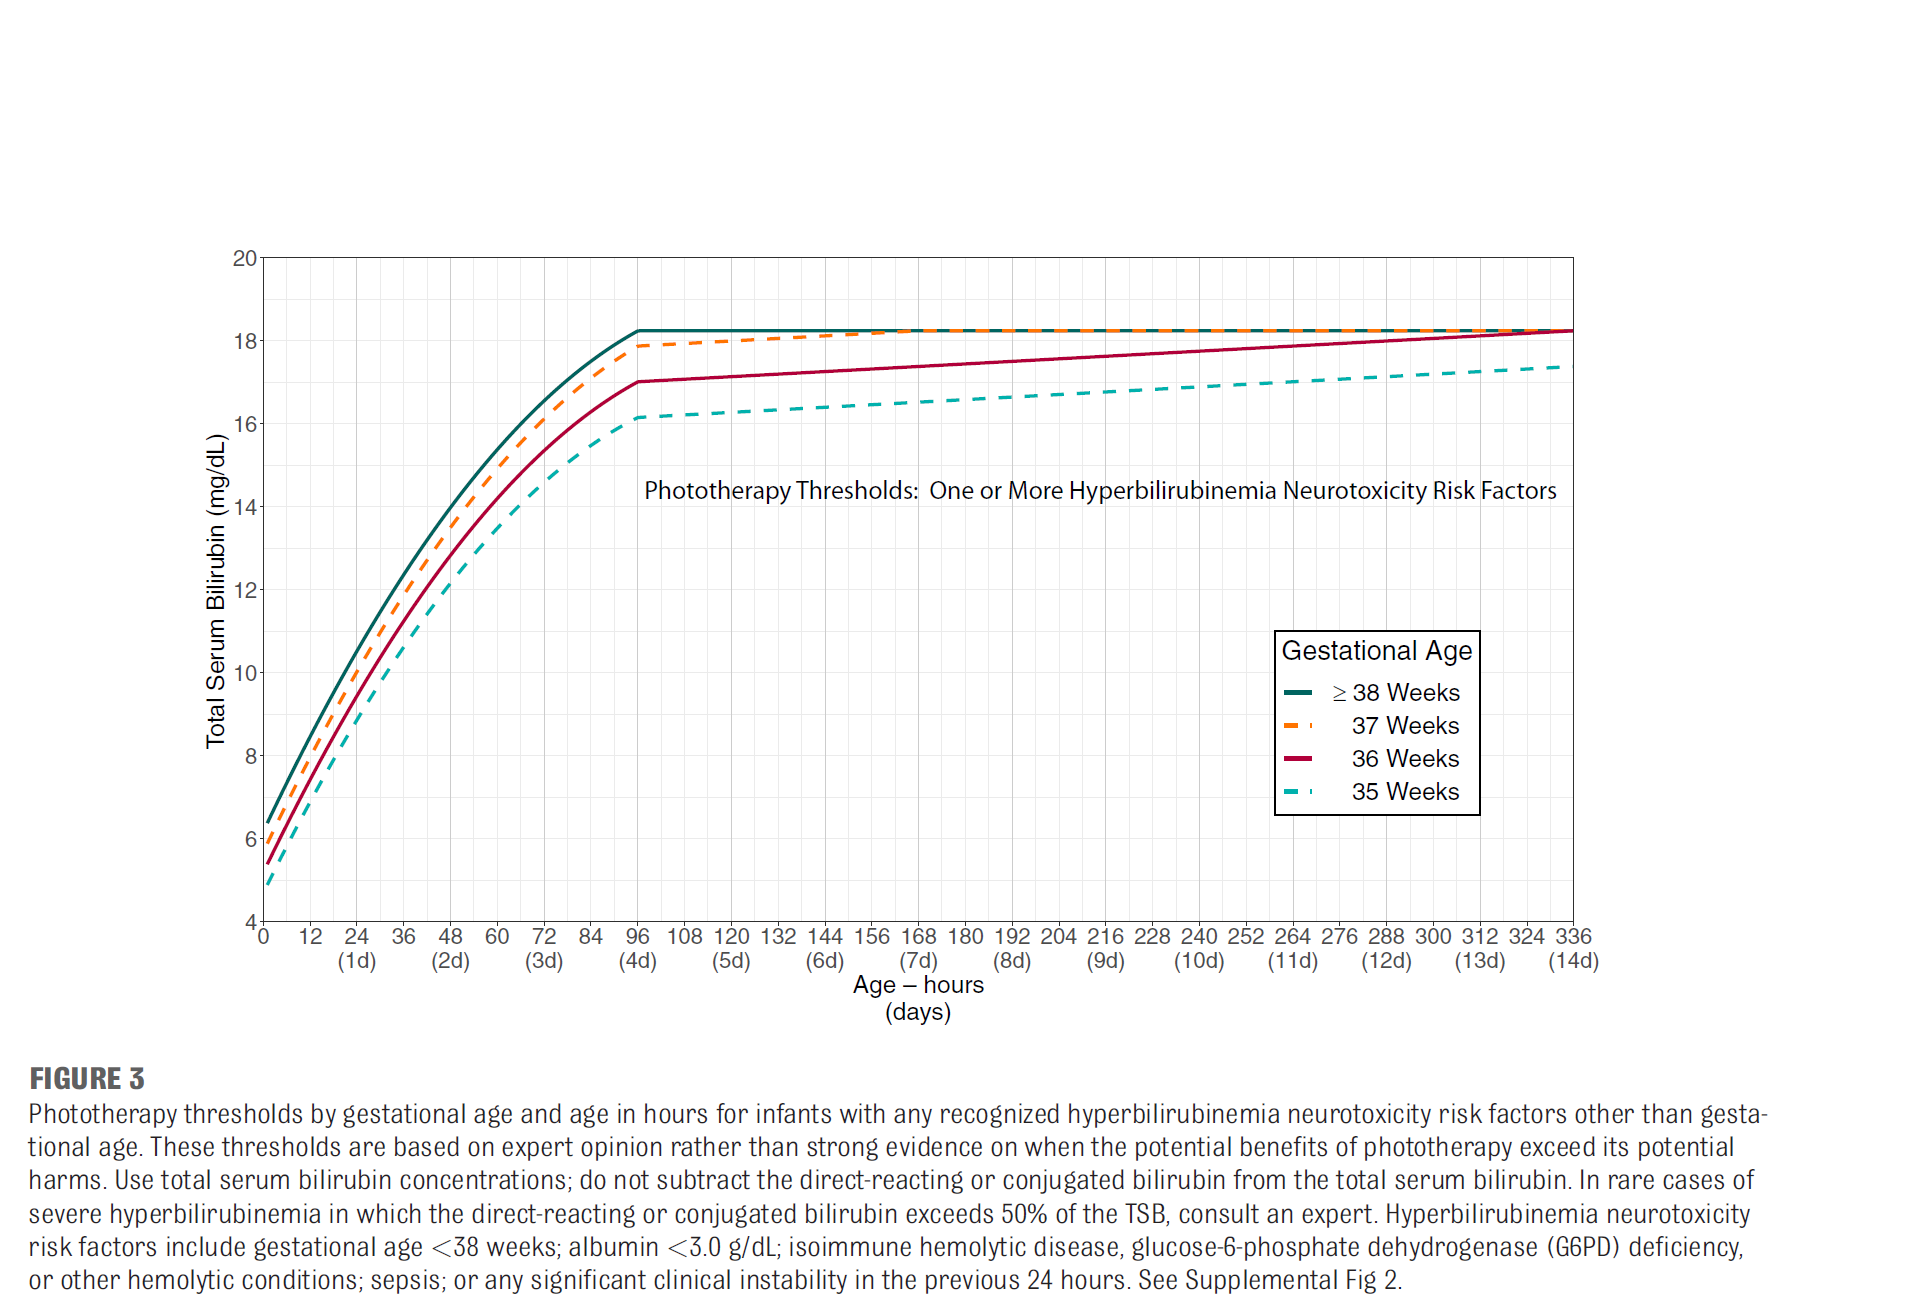 20
18
16
14
12
10
8
6
4
Total Serum Bilirubin (mg/dL)
Phototherapy Thresholds: One or More Hyperbilirubinemia Neurotoxicity Risk Factors
Gestational Age
≥ 38 Weeks
37 Weeks
36 Weeks
35 Weeks
0 12 24 36 48 60 72 84 96 108 120 132 144 156 168 180 192 204 216 228 240 252 264 276 288 300 312 324 336
(1d) (2d) (3d) (4d) (5d) (6d) (7d) (8d) (9d) (10d) (11d) (12d) (13d) (14d)
Age – hours
(days)
FIGURE 3
Phototherapy thresholds by gestational age and age in hours for infants with any recognized hyperbilirubinemia neurotoxicity risk factors other than gesta-
tional age. These thresholds are based on expert opinion rather than strong evidence on when the potential benefits of phototherapy exceed its potential
harms. Use total serum bilirubin concentrations; do not subtract the direct-reacting or conjugated bilirubin from the total serum bilirubin. In rare cases of
severe hyperbilirubinemia in which the direct-reacting or conjugated bilirubin exceeds 50% of the TSB, consult an expert. Hyperbilirubinemia neurotoxicity
risk factors include gestational age <38 weeks; albumin <3.0 g/dL; isoimmune hemolytic disease, glucose-6-phosphate dehydrogenase (G6PD) deficiency,
or other hemolytic conditions; sepsis; or any significant clinical instability in the previous 24 hours. See Supplemental Fig 2.